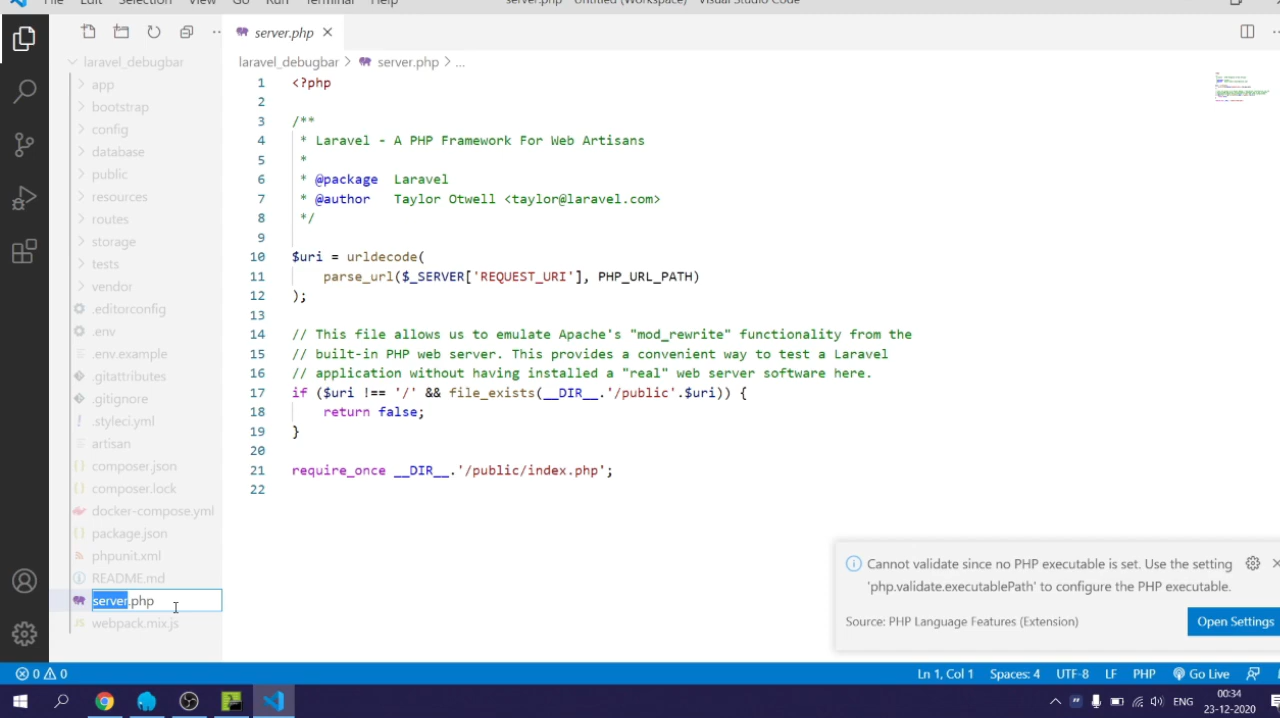 File Edit Selection View Go Run Terminal Help
server.php - Untitled (Workspace) - Visual Studio Code
server.php
laravel_debugbar > server.php > ...
laravel_debugbar
app
bootstrap
config
database
public
resources
routes
storage
tests
vendor
.editorconfig
.env
.env.example
.gitattributes
.gitignore
.styleci.yml
artisan
composer.json
composer.lock
docker-compose.yml
package.json
phpunit.xml
README.md
server.php
webpack.mix.js
1 <?php
2
3 /**
4 * Laravel - A PHP Framework For Web Artisans
5 *
6 * @package Laravel
7 * @author Taylor Otwell <taylor@laravel.com>
8 */
9
10 $uri = urldecode(
11 parse_url($_SERVER['REQUEST_URI'], PHP_URL_PATH)
12 );
13
14 // This file allows us to emulate Apache's "mod_rewrite" functionality from the
15 // built-in PHP web server. This provides a convenient way to test a Laravel
16 // application without having installed a "real" web server software here.
17 if ($uri !== '/' && file_exists(__DIR__.'/public'.$uri)) {
18 return false;
19 }
20
21 require_once __DIR__.'/public/index.php';
22
Cannot validate since no PHP executable is set. Use the setting
'php.validate.executablePath' to configure the PHP executable.
Source: PHP Language Features (Extension)
Open Settings
0 0
Ln 1, Col 1 Spaces: 4 UTF-8 LF PHP Go Live
ENG
00:34
23-12-2020